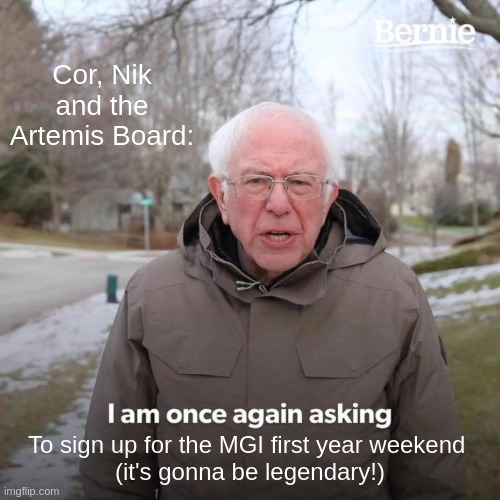 Bernie
Cor, Nik
and the
Artemis Board:
I am once again asking
To sign up for the MGI first year weekend
(it's gonna be legendary!)
imgflip.com